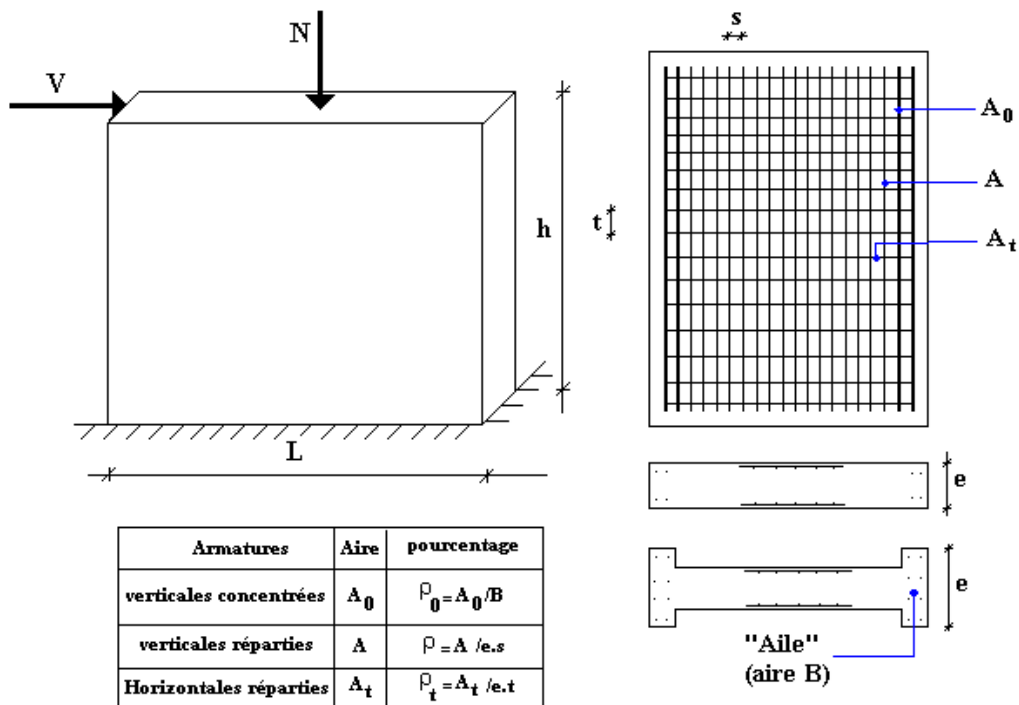 N
V
h
L
s
t
A0
A
At
e
e
"Aile"
(aire B)
Armatures Aire pourcentage
verticales concentrées A0 ρ0=A0/B
verticales réparties A ρ=A/e.s
Horizontales réparties At ρt=At/e.t